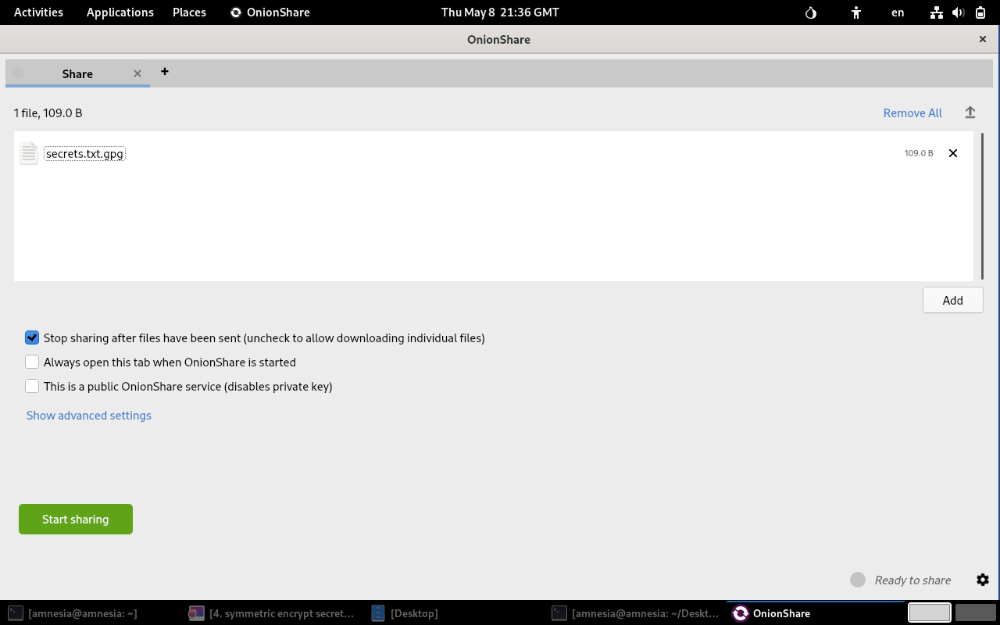 Activities Applications Places OnionShare Thu May 8 21:36 GMT en
OnionShare
Share
1 file, 109.0 B Remove All
secrets.txt.gpg 109.0 B
Add
Stop sharing after files have been sent (uncheck to allow downloading individual files)
Always open this tab when OnionShare is started
This is a public OnionShare service (disables private key)
Show advanced settings
Start sharing
Ready to share
[amnesia@amnesia: ~] [4. symmetric encrypt secret... [Desktop] [amnesia@amnesia: ~/Deskt... OnionShare